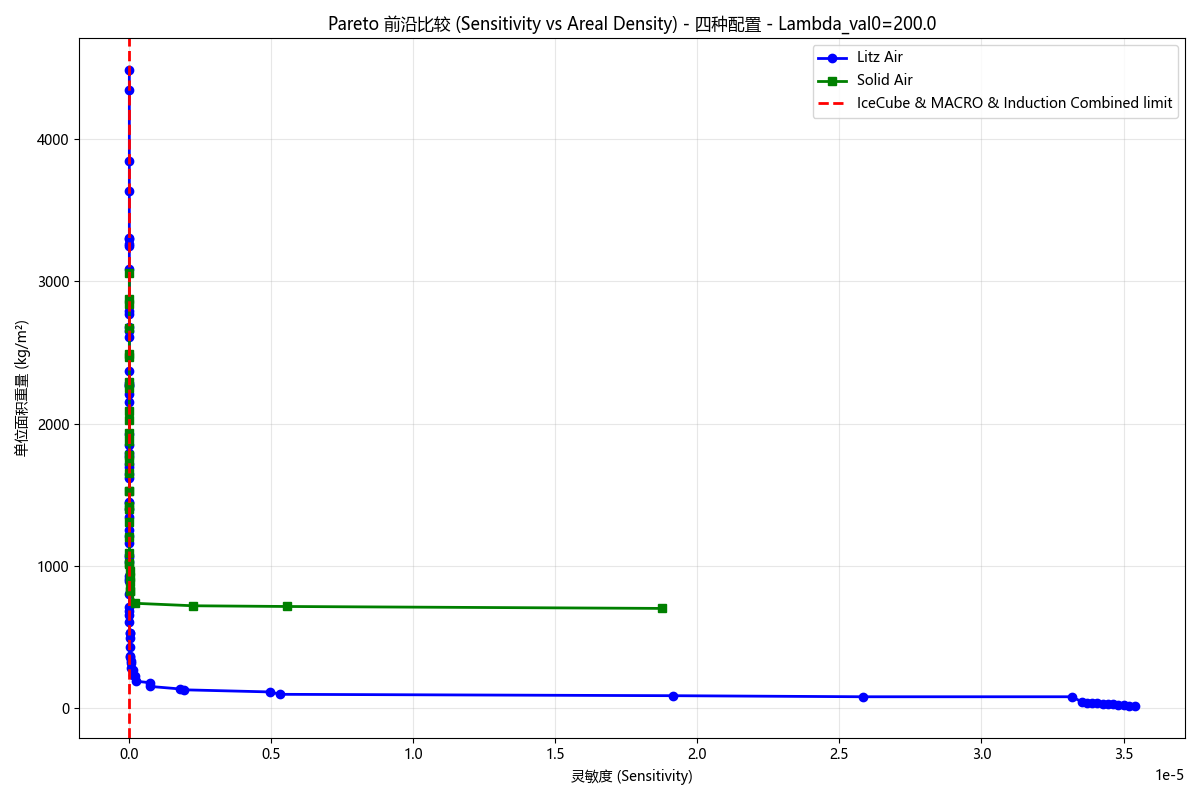 Pareto 前沿比较 (Sensitivity vs Areal Density) - 四种配置 - Lambda_val0=200.0
Litz Air
Solid Air
IceCube & MACRO & Induction Combined limit
单位面积重量 (kg/m²)
4000
3000
2000
1000
0
0.0
0.5
1.0
1.5
2.0
2.5
3.0
3.5
1e-5
灵敏度 (Sensitivity)